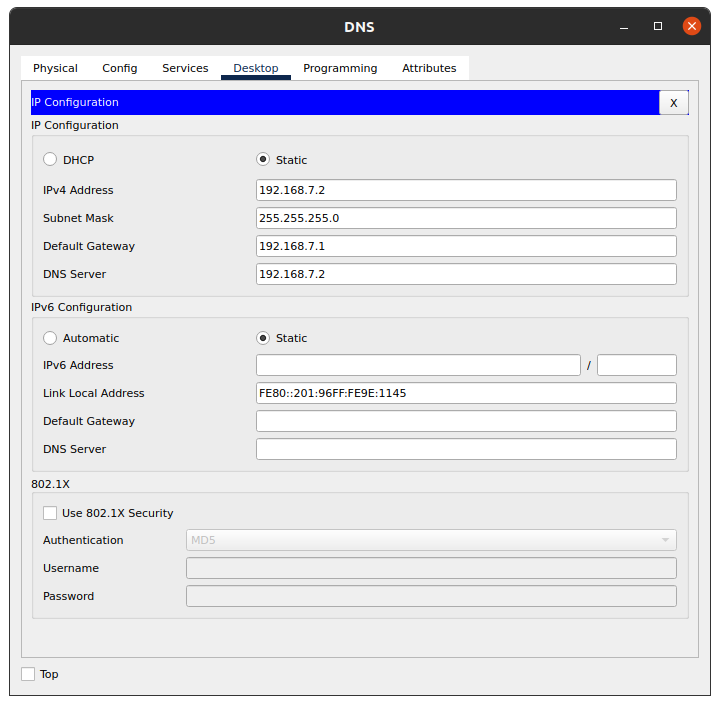 DNS
Physical Config Services Desktop Programming Attributes
IP Configuration X
IP Configuration
DHCP Static
IPv4 Address 192.168.7.2
Subnet Mask 255.255.255.0
Default Gateway 192.168.7.1
DNS Server 192.168.7.2
IPv6 Configuration
Automatic Static
IPv6 Address /
Link Local Address FE80::201:96FF:FE9E:1145
Default Gateway
DNS Server
802.1X
Use 802.1X Security
Authentication MD5
Username
Password
Top